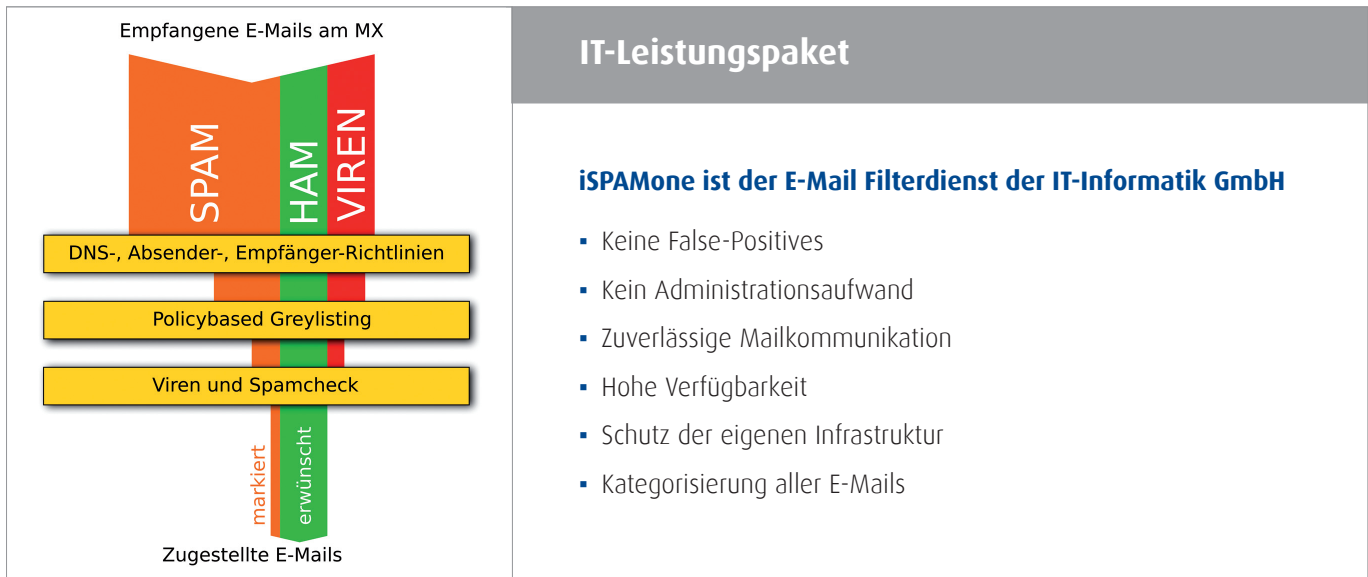 Empfangene E-Mails am MX
SPAM
HAM
VIREN
DNS-, Absender-, Empfänger-Richtlinien
Policybased Greylisting
Viren und Spamcheck
markiert
erwünscht
Zugestellte E-Mails
IT-Leistungspaket
iSPAMone ist der E-Mail Filterdienst der IT-Informatik GmbH
▪ Keine False-Positives
▪ Kein Administrationsaufwand
▪ Zuverlässige Mailkommunikation
▪ Hohe Verfügbarkeit
▪ Schutz der eigenen Infrastruktur
▪ Kategorisierung aller E-Mails